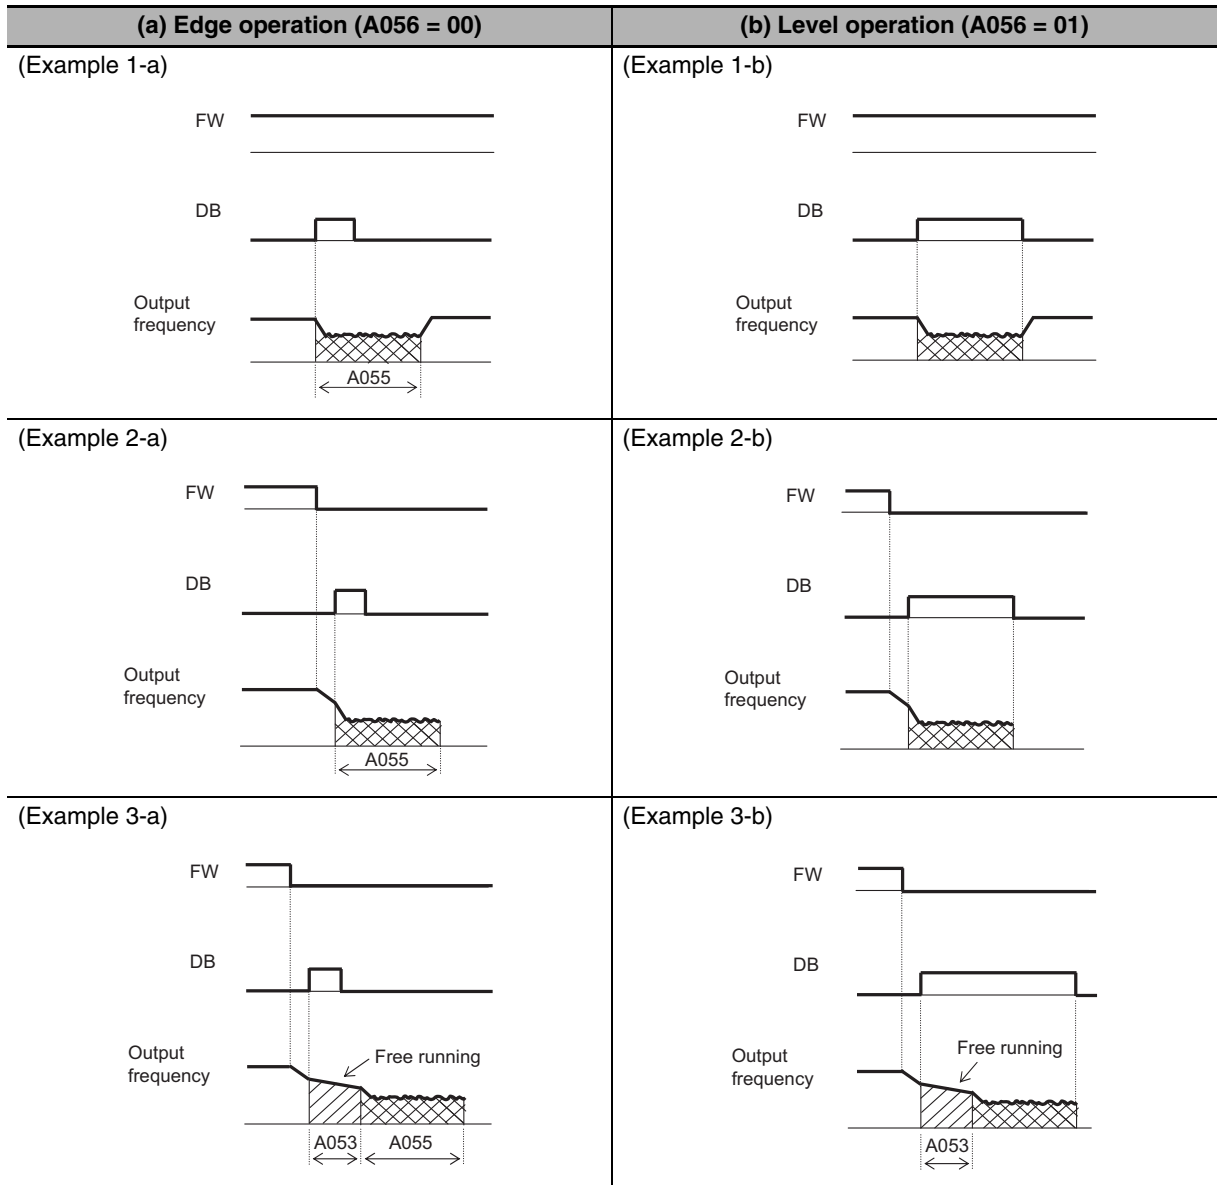 (a) Edge operation (A056 = 00)
(b) Level operation (A056 = 01)
(Example 1-a)
FW
DB
Output
frequency
A055
(Example 1-b)
FW
DB
Output
frequency
(Example 2-a)
FW
DB
Output
frequency
A055
(Example 2-b)
FW
DB
Output
frequency
(Example 3-a)
FW
DB
Output
frequency
Free running
A053
A055
(Example 3-b)
FW
DB
Output
frequency
Free running
A053